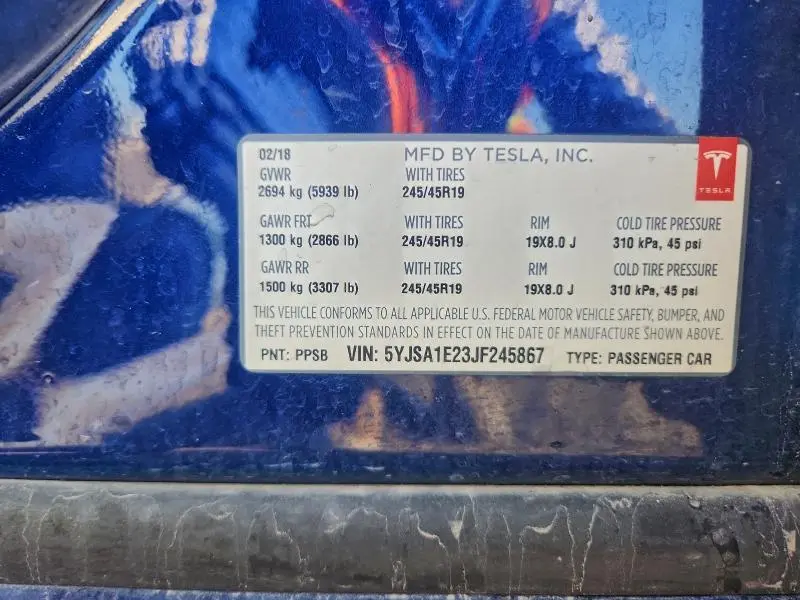 02/18 MFD BY TESLA, INC.
GVWR WITH TIRES
2694 kg (5939 lb) 245/45R19
TESLA
GAWR FRT WITH TIRES RIM COLD TIRE PRESSURE
1300 kg (2866 lb) 245/45R19 19X8.0 J 310 kPa, 45 psi
GAWR RR WITH TIRES RIM COLD TIRE PRESSURE
1500 kg (3307 lb) 245/45R19 19X8.0 J 310 kPa, 45 psi
THIS VEHICLE CONFORMS TO ALL APPLICABLE U.S. FEDERAL MOTOR VEHICLE SAFETY, BUMPER, AND
THEFT PREVENTION STANDARDS IN EFFECT ON THE DATE OF MANUFACTURE SHOWN ABOVE.
PNT: PPSB VIN: 5YJSA1E23JF245867 TYPE: PASSENGER CAR